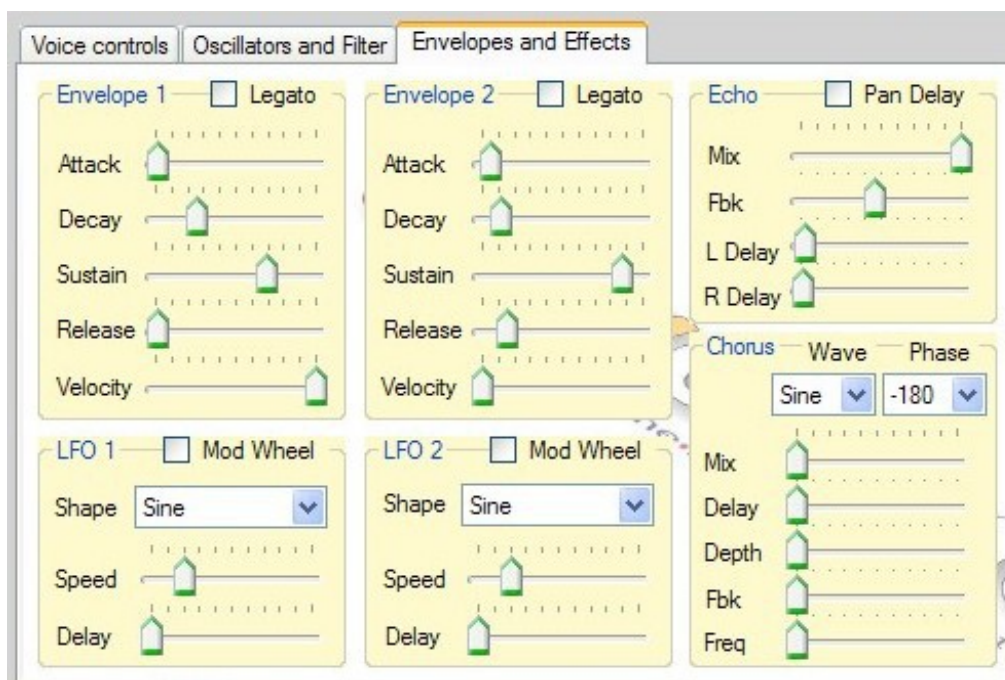 Voice controls
Oscillators and Filter
Envelopes and Effects
Envelope 1
Legato
Attack
Decay
Sustain
Release
Velocity
Envelope 2
Legato
Attack
Decay
Sustain
Release
Velocity
Echo
Pan Delay
Mix
Fbk
L Delay
R Delay
LFO 1
Mod Wheel
Shape
Sine
Speed
Delay
LFO 2
Mod Wheel
Shape
Sine
Speed
Delay
Chorus
Wave
Phase
Sine
-180
Mix
Delay
Depth
Fbk
Freq